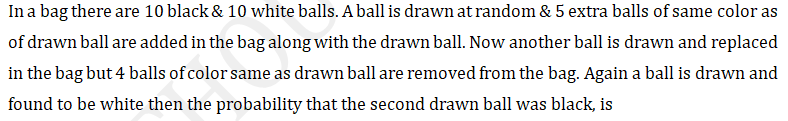 In a bag there are 10 black & 10 white balls. A ball is drawn at random & 5 extra balls of same color as
of drawn ball are added in the bag along with the drawn ball. Now another ball is drawn and replaced
in the bag but 4 balls of color same as drawn ball are removed from the bag. Again a ball is drawn and
found to be white then the probability that the second drawn ball was black, is